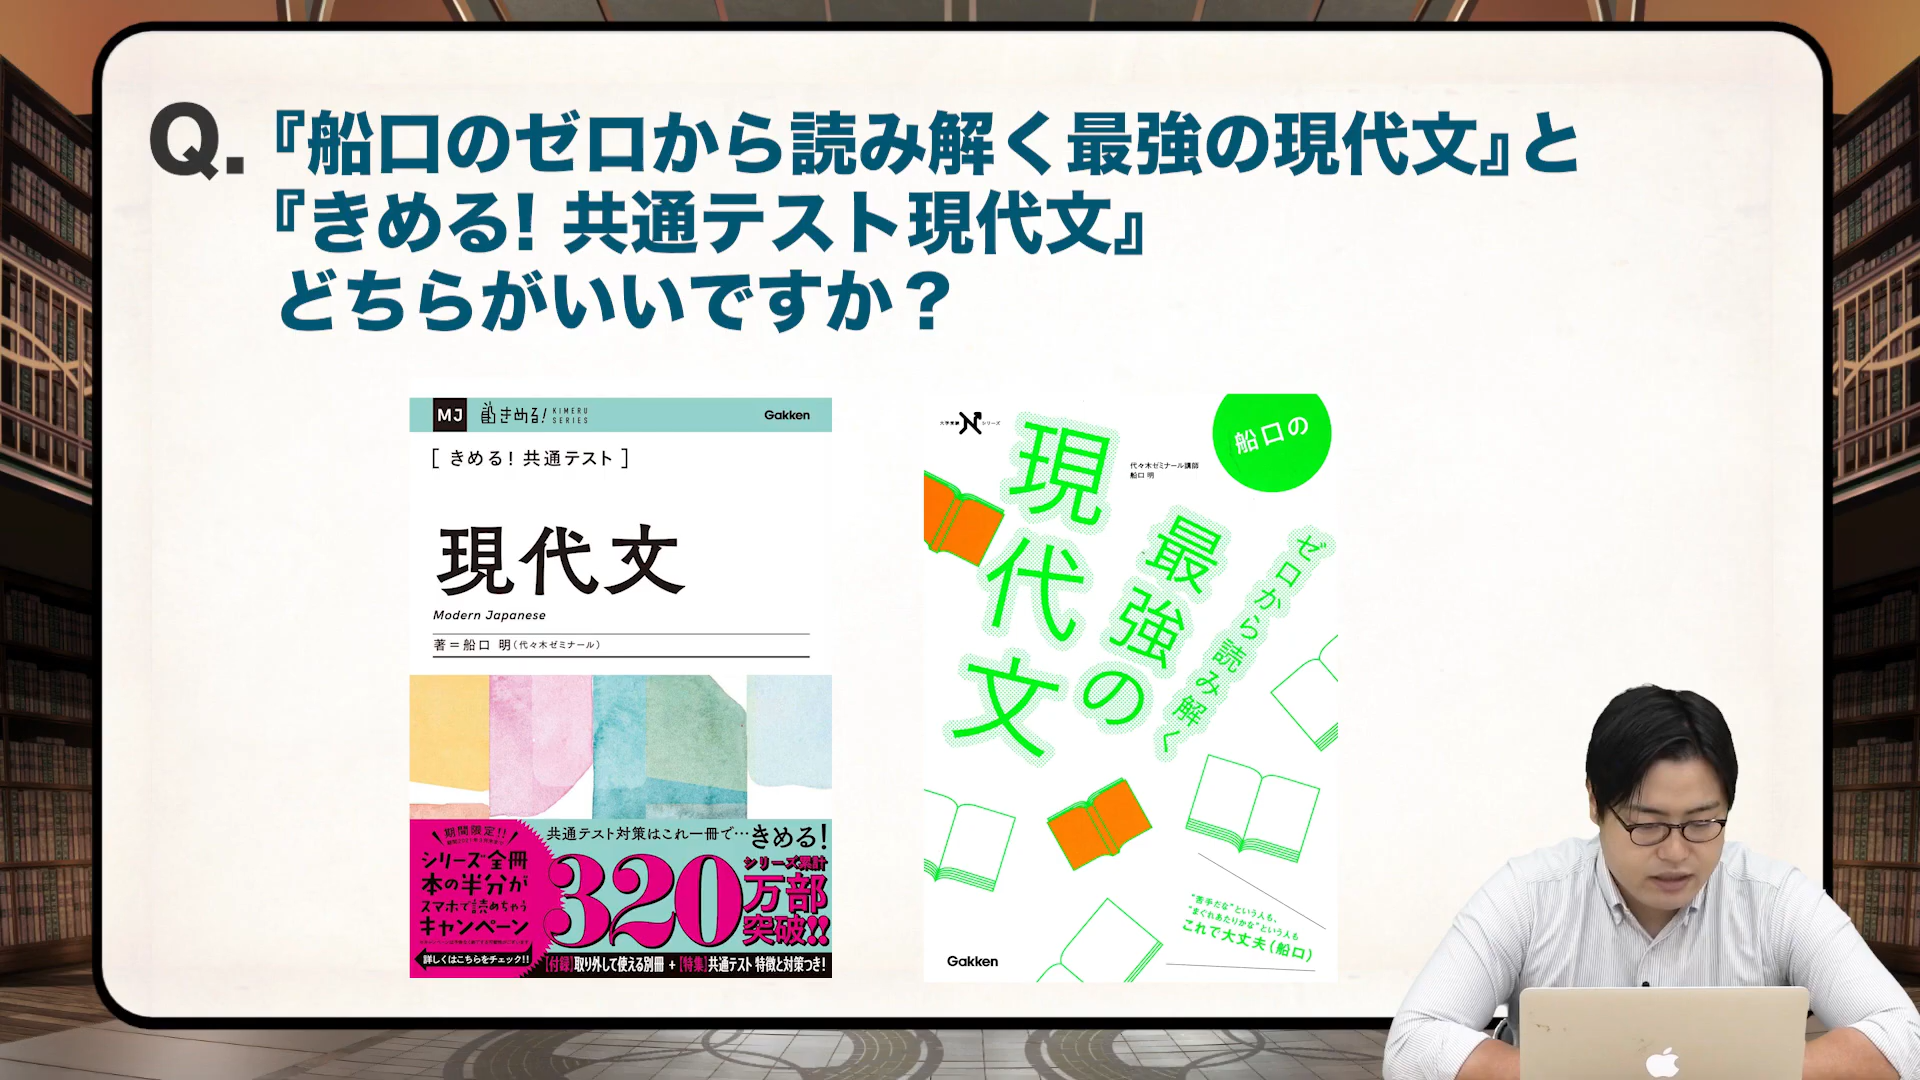 Q. 『船口のゼロから読み解く最強の現代文』と
『きめる! 共通テスト現代文』
どちらがいいですか?
MJ きめる! KIMERU SERIES Gakken
[ きめる! 共通テスト ]
現代文
Modern Japanese
著=船口 明(代々木ゼミナール)
期間限定!!
シリーズ全冊
本の半分が
スマホで読めちゃう
キャンペーン
詳しくはこちらをチェック!!
共通テスト対策はこれ一冊で…きめる!
シリーズ累計
320万部
突破!!
【付録】取り外して使える別冊 + 【特集】共通テスト 特徴と対策つき!
大学受験 N シリーズ
代々木ゼミナール講師
船口 明
船口の
ゼロから読み解く
最強の
現代文
“苦手だな”という人も、
“まぐれあたりかな”という人も
これで大丈夫(船口)
Gakken